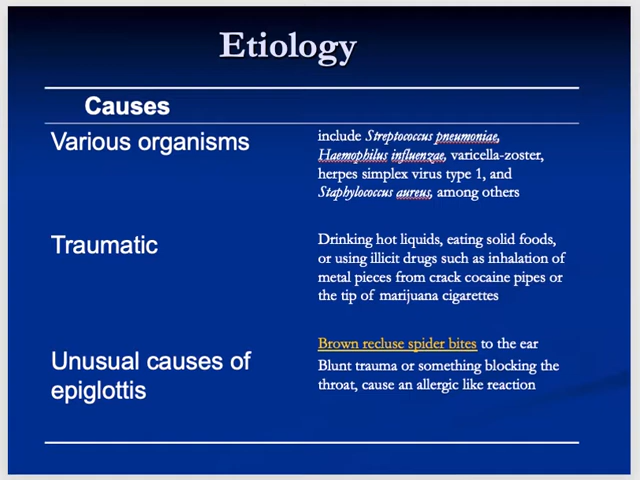 Etiology
Causes
Various organisms
include Streptococcus pneumoniae,
Haemophilus influenzae, varicella-zoster,
herpes simplex virus type 1, and
Staphylococcus aureus, among others
Traumatic
Drinking hot liquids, eating solid foods,
or using illicit drugs such as inhalation of
metal pieces from crack cocaine pipes or
the tip of marijuana cigarettes
Unusual causes of
epiglottis
Brown recluse spider bites to the ear
Blunt trauma or something blocking the
throat, cause an allergic like reaction